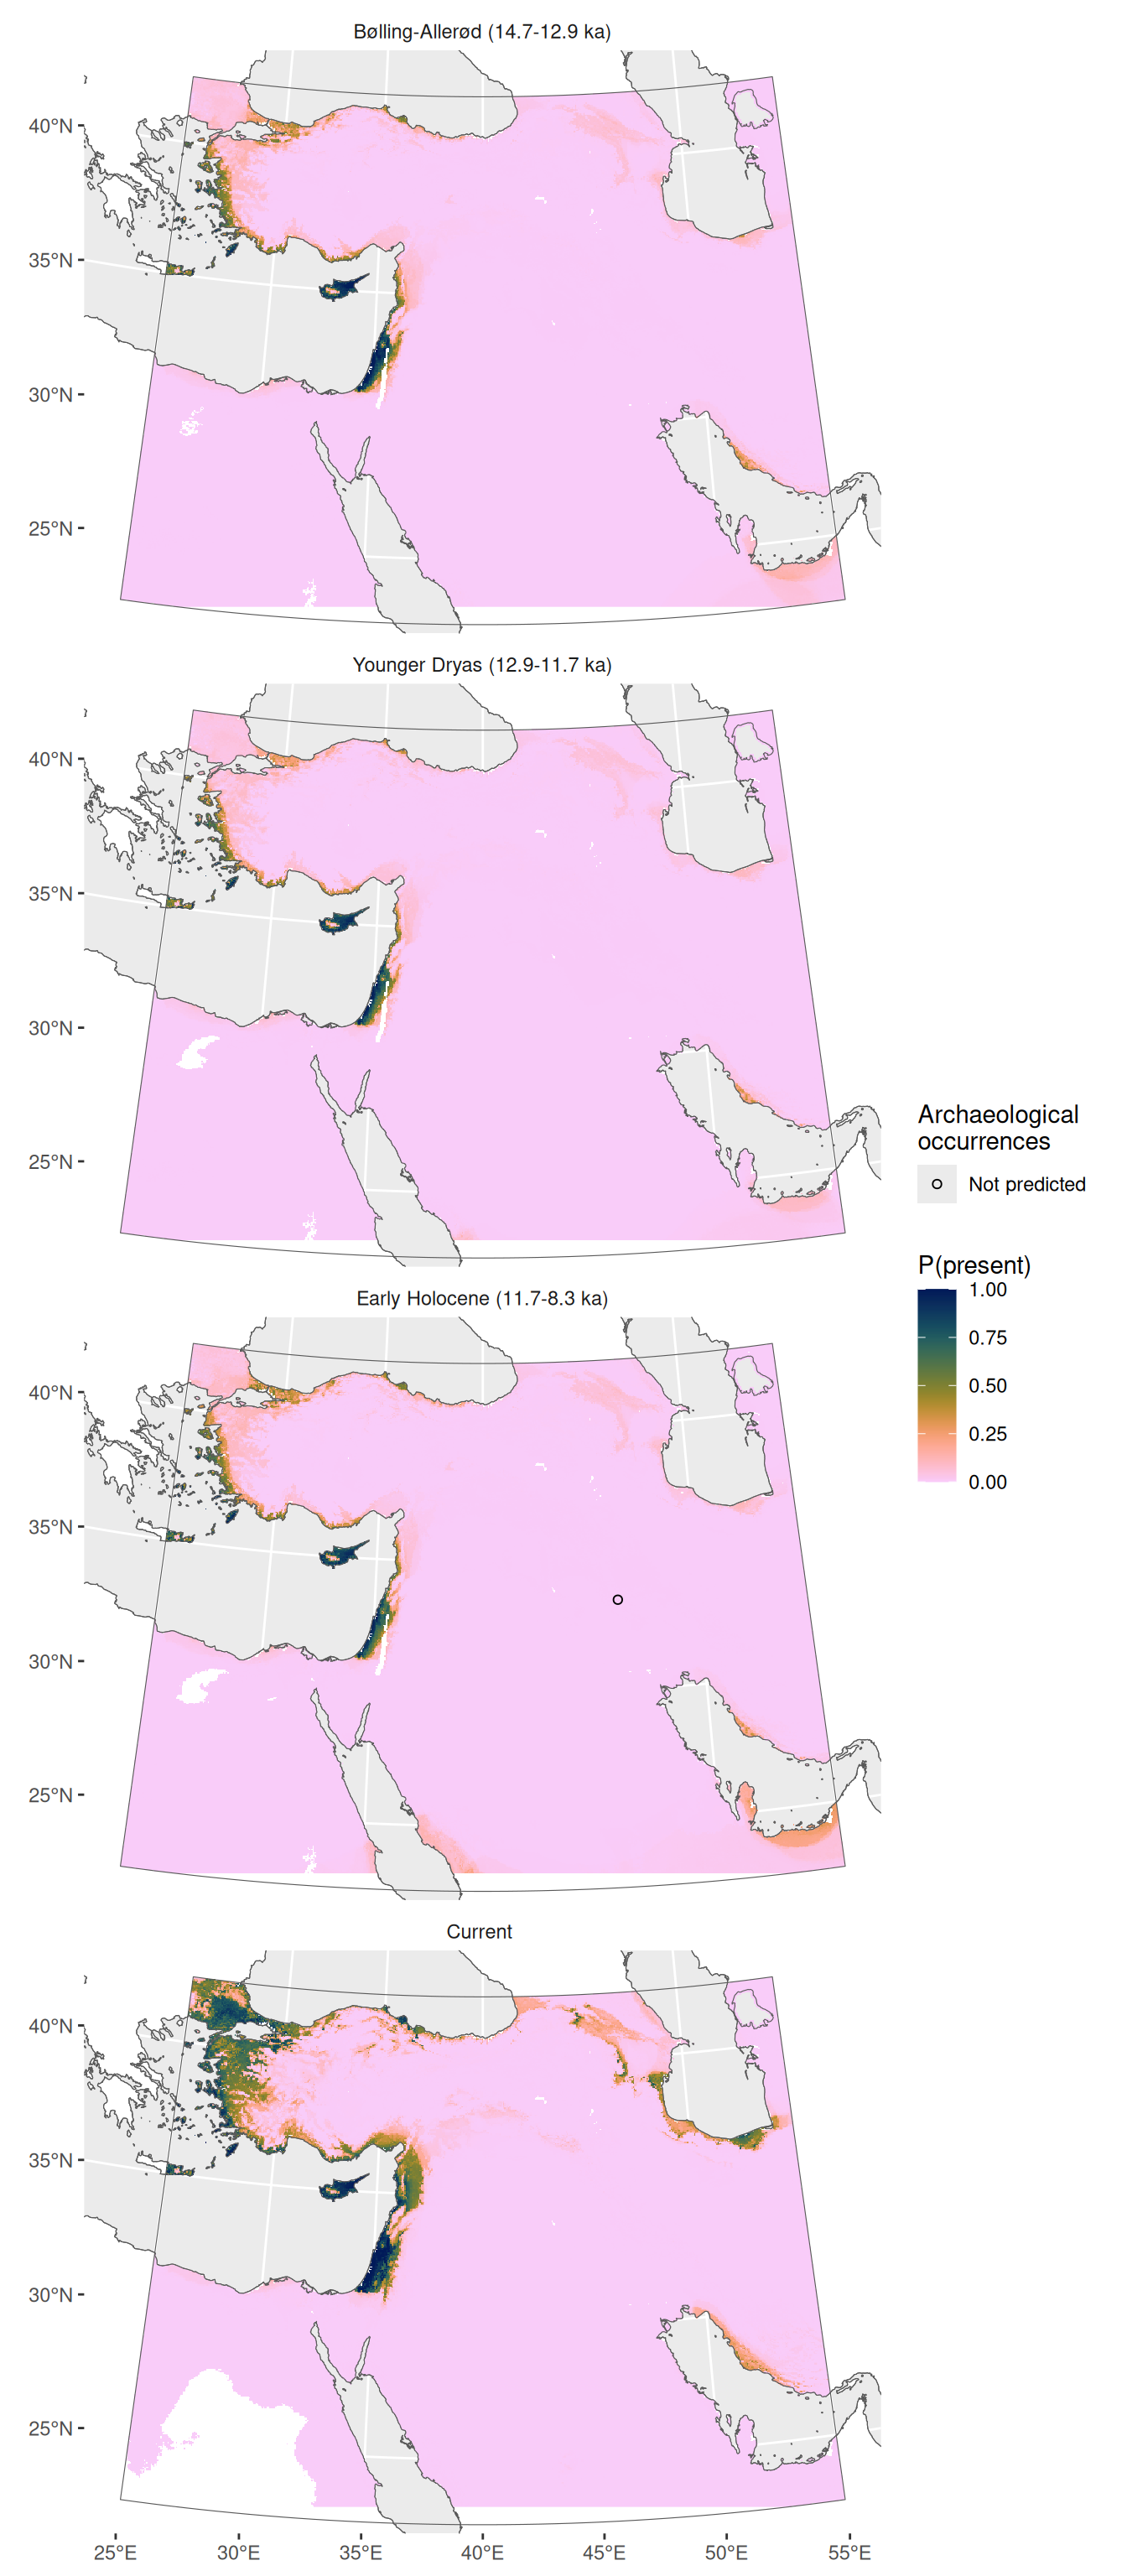 Bølling-Allerød (14.7-12.9 ka)
40°N
35°N
30°N
25°N
Younger Dryas (12.9-11.7 ka)
40°N
35°N
30°N
25°N
Archaeological
occurrences
Not predicted
P(present)
1.00
0.75
0.50
0.25
0.00
Early Holocene (11.7-8.3 ka)
40°N
35°N
30°N
25°N
Current
40°N
35°N
30°N
25°N
25°E 30°E 35°E 40°E 45°E 50°E 55°E